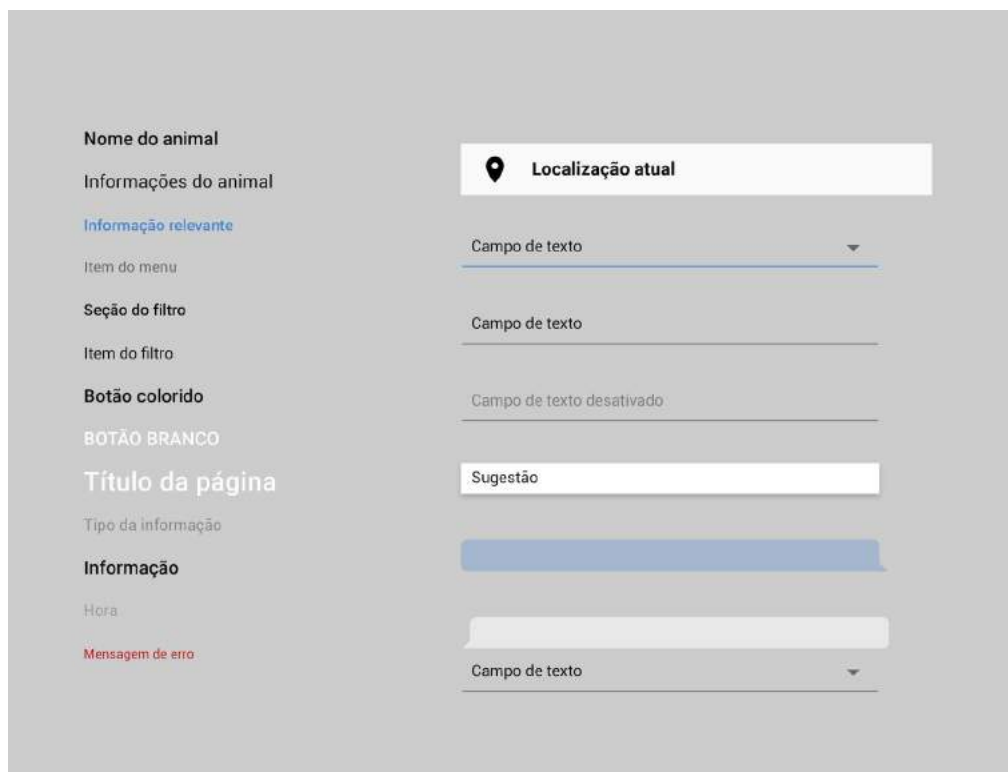 Nome do animal
Informações do animal
Informação relevante
Item do menu
Seção do filtro
Item do filtro
Botão colorido
BOTÃO BRANCO
Título da página
Tipo da informação
Informação
Hora
Mensagem de erro
Localização atual
Campo de texto
Campo de texto
Campo de texto desativado
Sugestão
Campo de texto